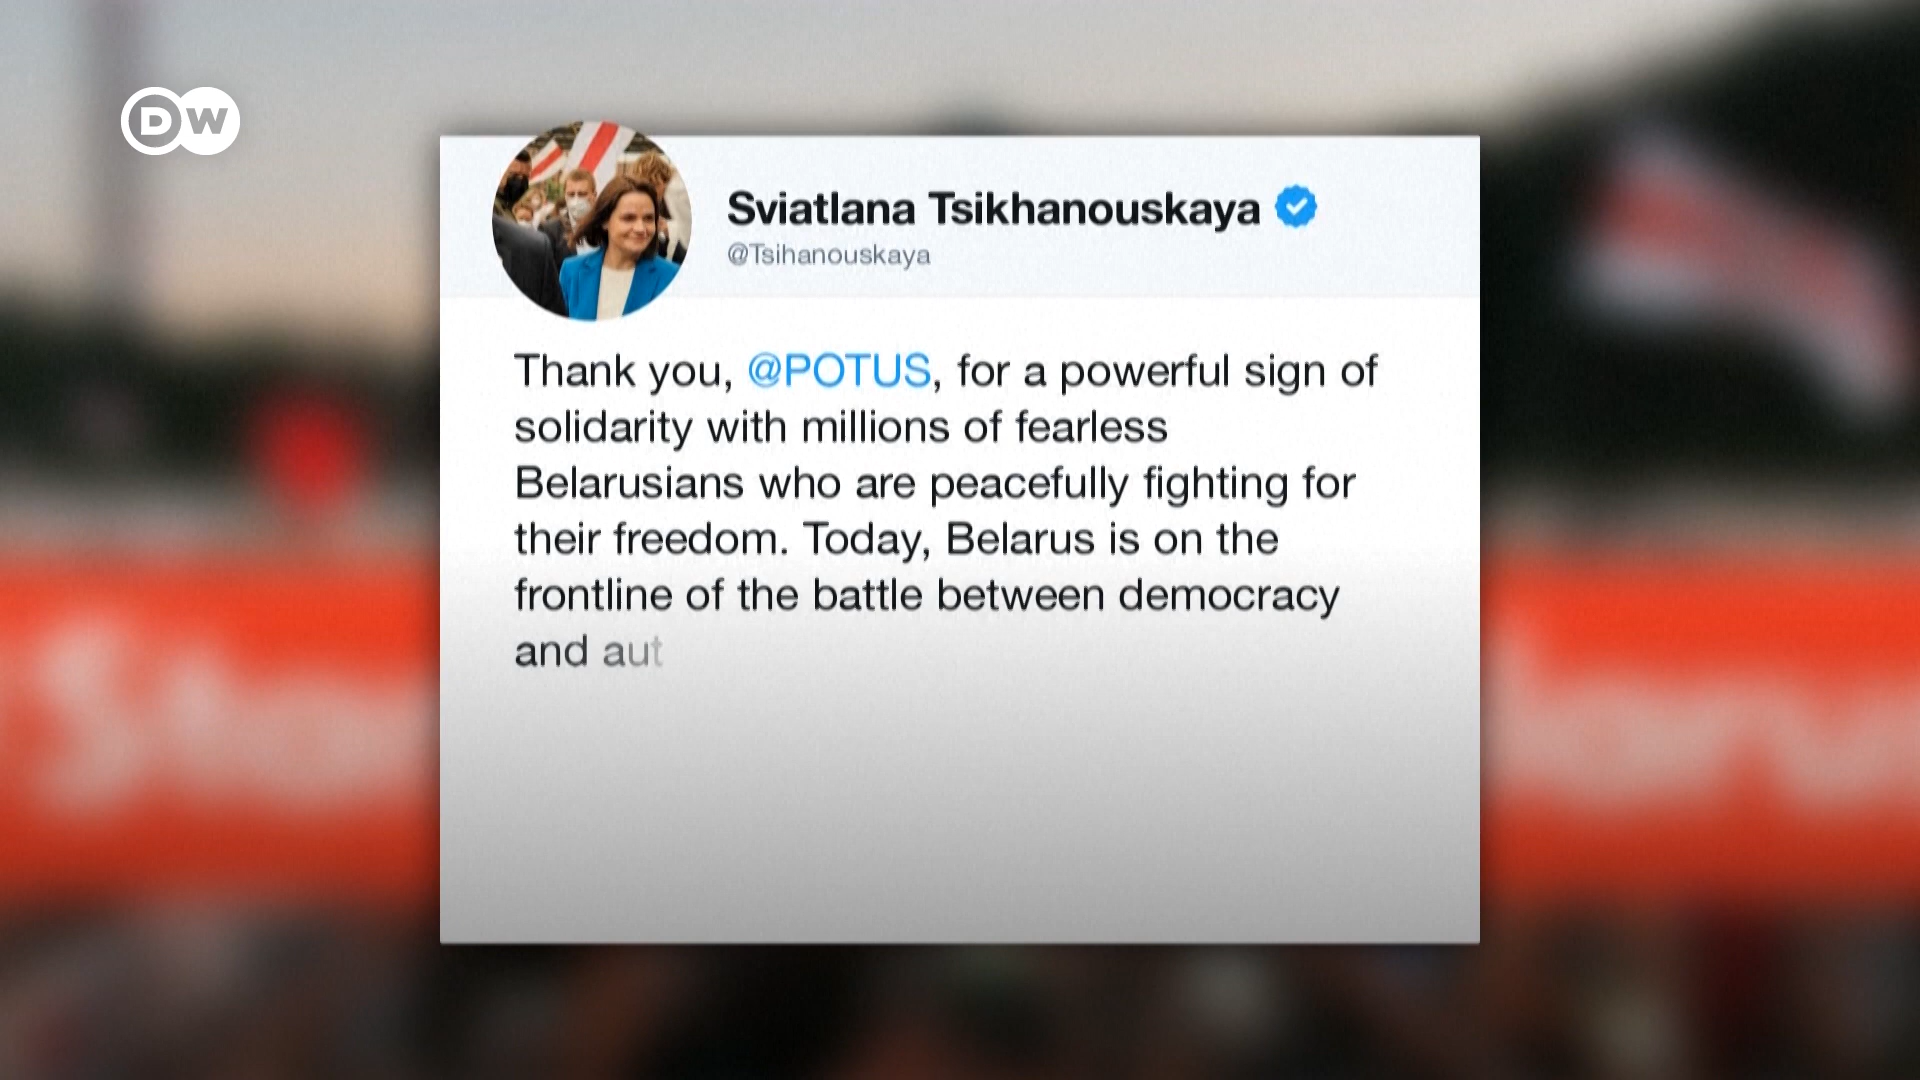 DW
Sviatlana Tsikhanouskaya
@Tsihanouskaya
Thank you, @POTUS, for a powerful sign of
solidarity with millions of fearless
Belarusians who are peacefully fighting for
their freedom. Today, Belarus is on the
frontline of the battle between democracy
and aut